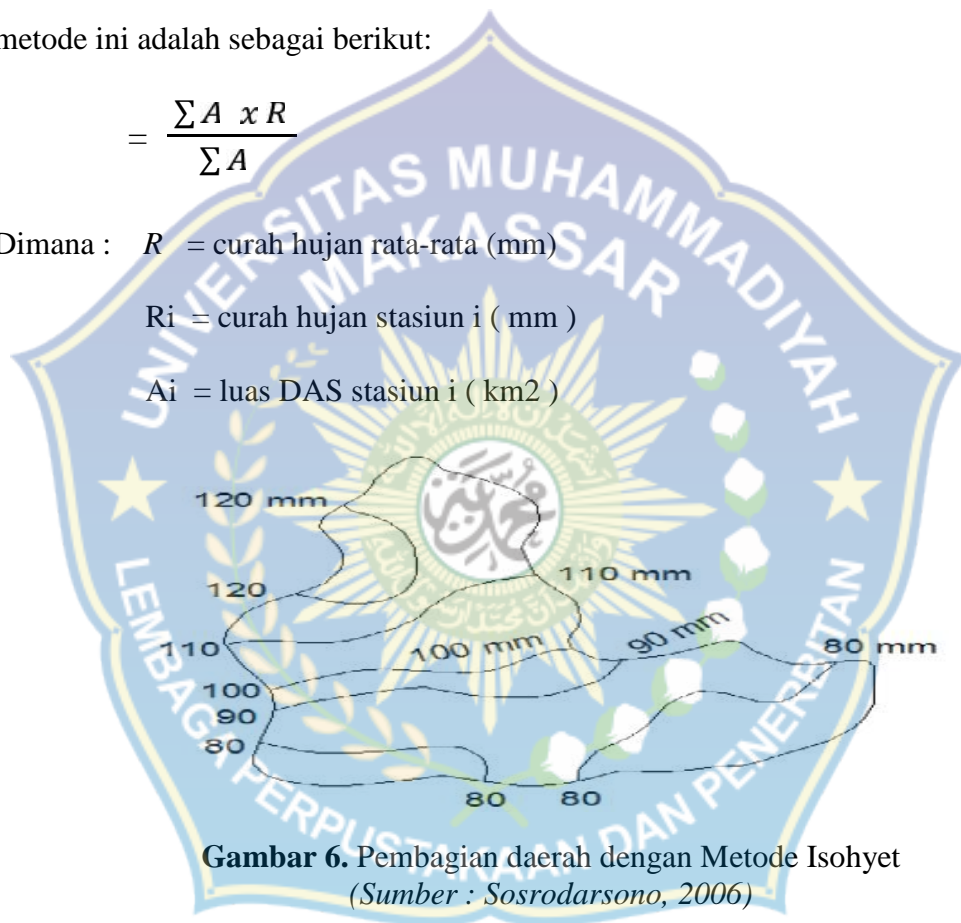 metode ini adalah sebagai berikut:
= ∑ A x R
∑ A
Dimana : R = curah hujan rata-rata (mm)
Ri = curah hujan stasiun i ( mm )
Ai = luas DAS stasiun i ( km2 )
UNIVERSITAS MUHAMMADIYAH
MAKASSAR
120 mm
120
110 mm
110
100 mm
90 mm
80 mm
100
90
80
80 80
LEMBAGA PERPUSTAKAAN DAN PENERBITAN
Gambar 6. Pembagian daerah dengan Metode Isohyet
(Sumber : Sosrodarsono, 2006)